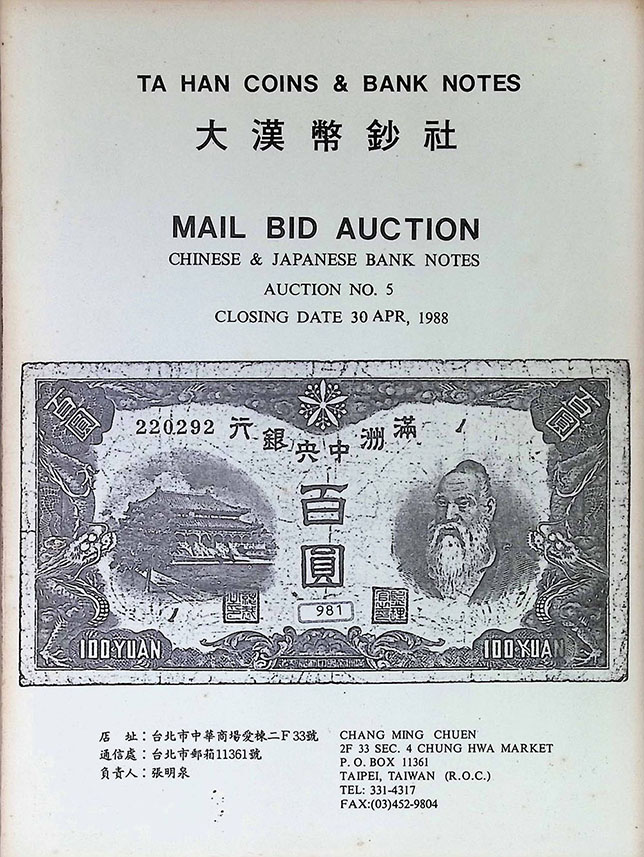 TA HAN COINS & BANK NOTES
大漢幣鈔社
MAIL BID AUCTION
CHINESE & JAPANESE BANK NOTES
AUCTION NO. 5
CLOSING DATE 30 APR, 1988
百圓
百圓
220292
行銀央中洲滿
1
百圓
1
981
100 YUAN
100 YUAN
店 址：台北市中華商場愛棟二F33號
通信處：台北市郵箱11361號
負責人：張明泉
CHANG MING CHUEN
2F 33 SEC. 4 CHUNG HWA MARKET
P. O. BOX 11361
TAIPEI, TAIWAN (R.O.C.)
TEL: 331-4317
FAX:(03)452-9804